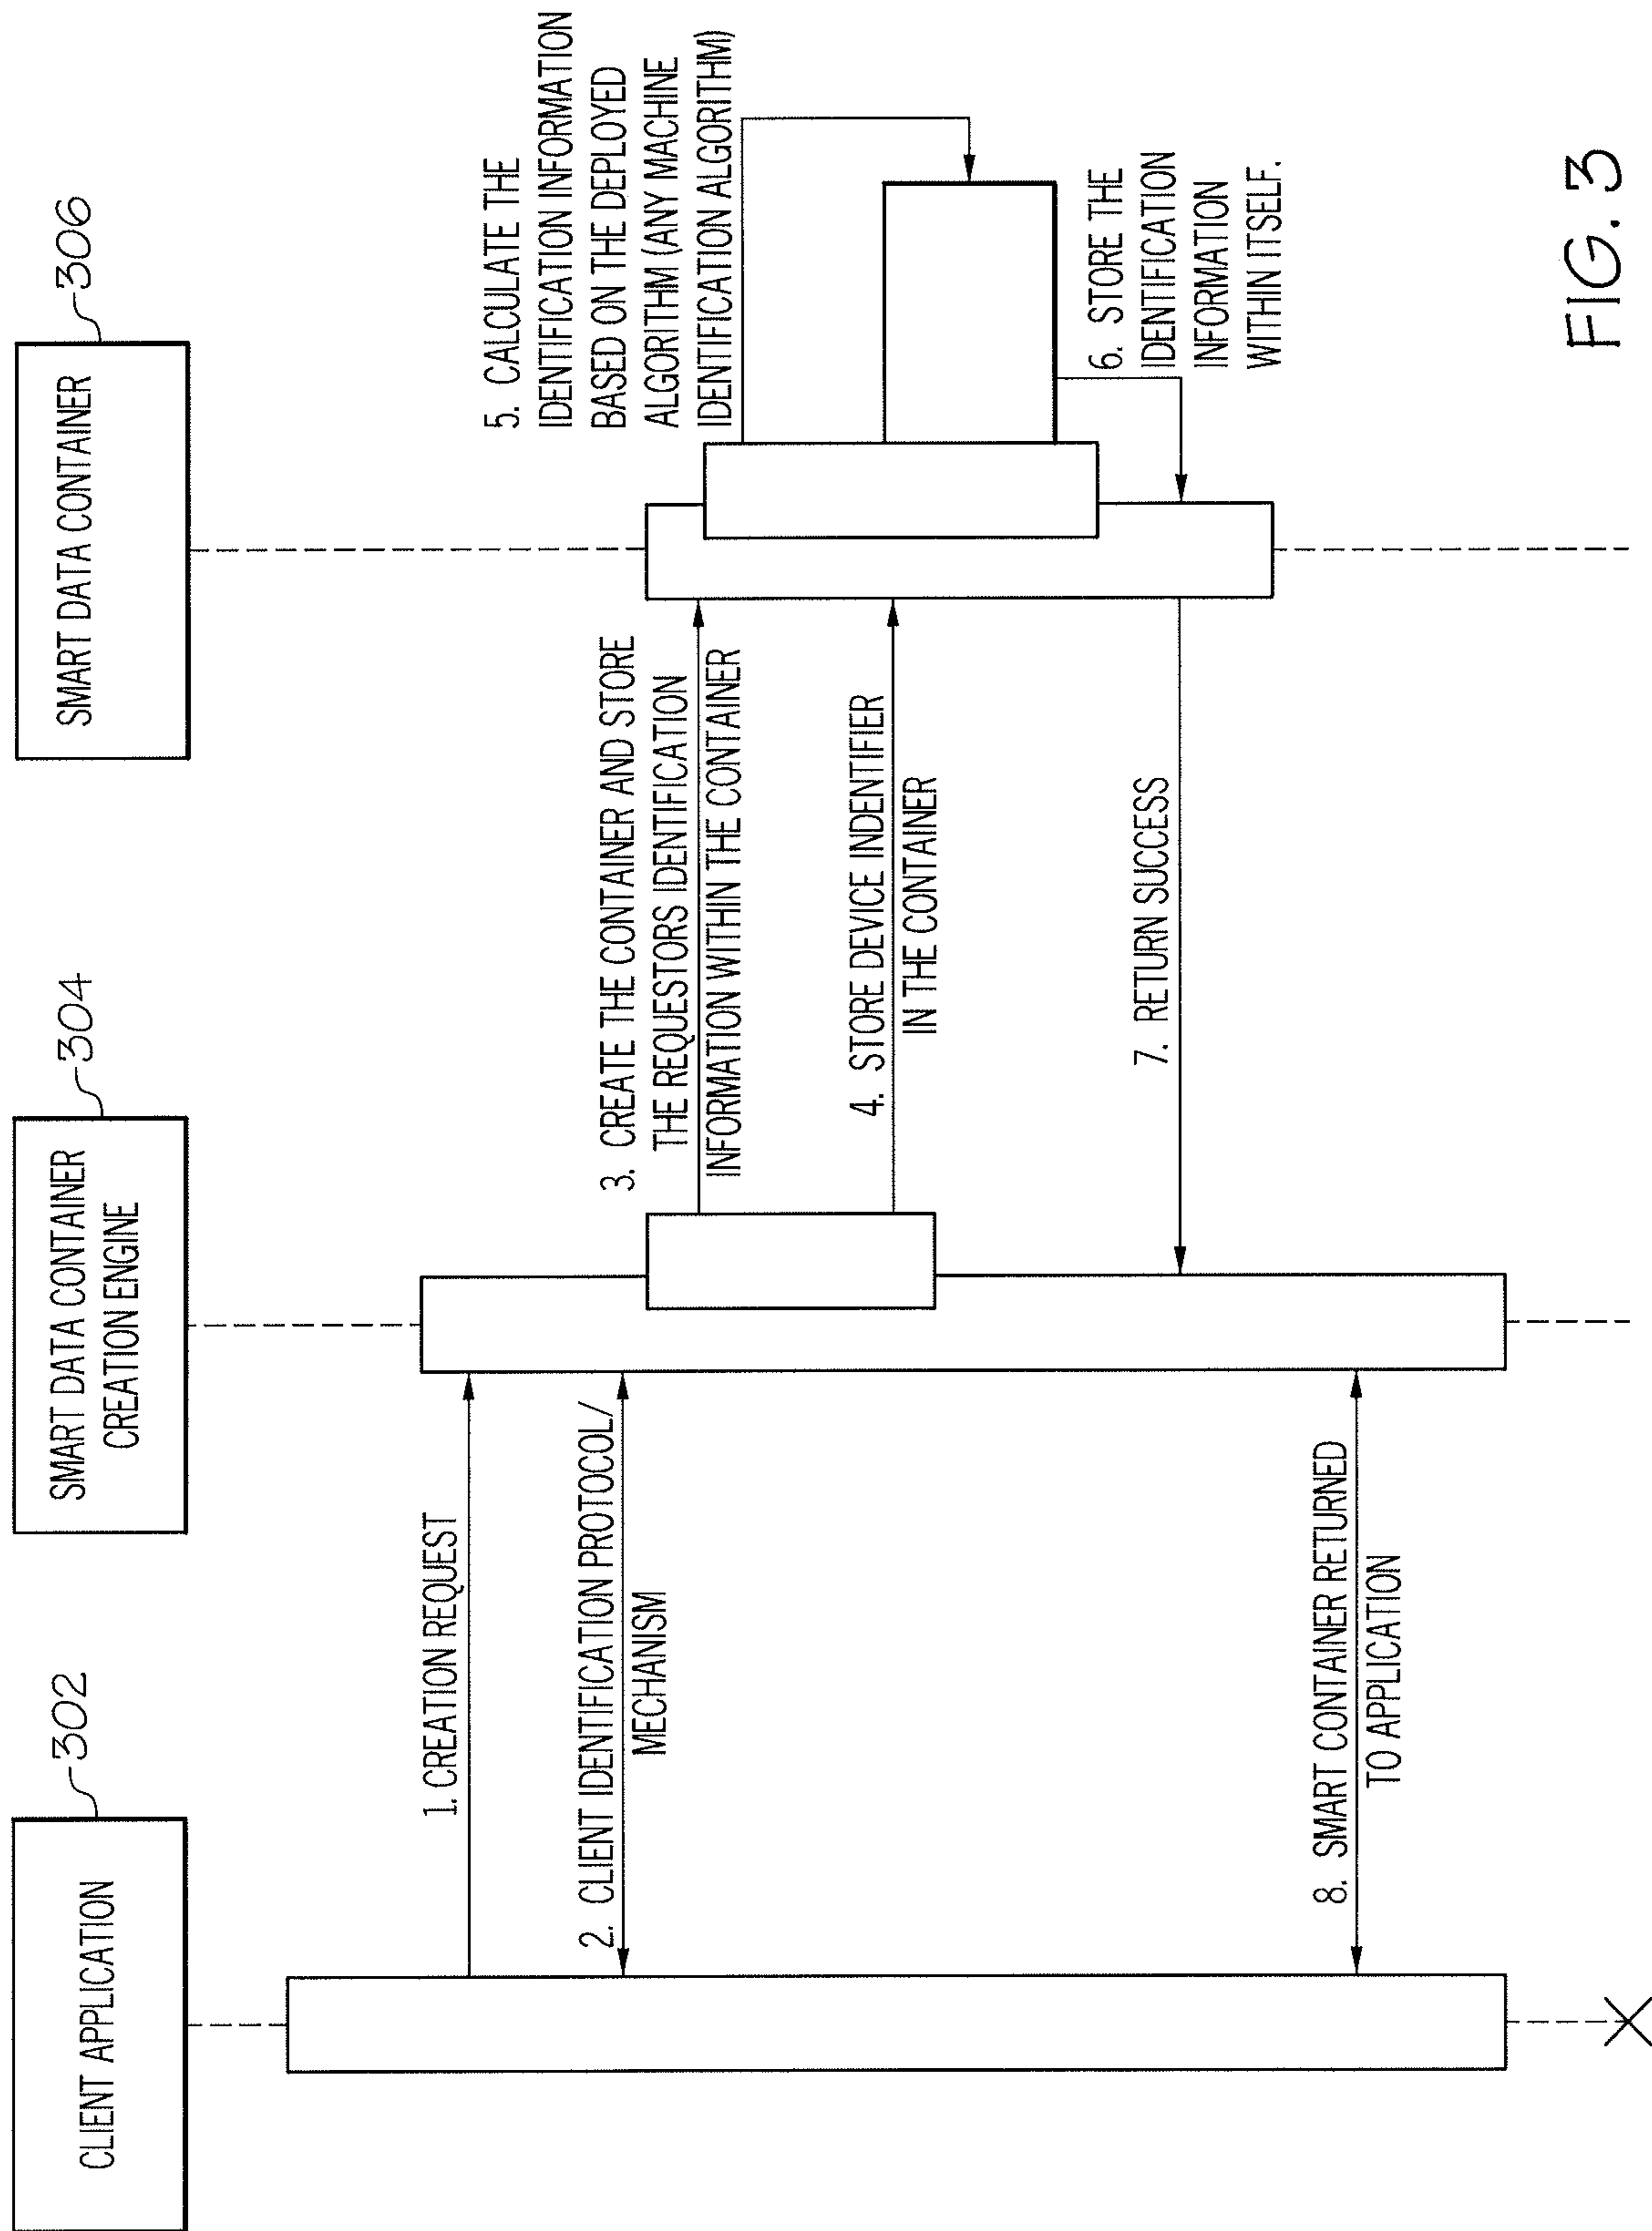 CLIENT APPLICATION
302
SMART DATA CONTAINER
CREATION ENGINE
304
SMART DATA CONTAINER
306
1. CREATION REQUEST
2. CLIENT IDENTIFICATION PROTOCOL/
MECHANISM
3. CREATE THE CONTAINER AND STORE
THE REQUESTORS IDENTIFICATION
INFORMATION WITHIN THE CONTAINER
4. STORE DEVICE INDENTIFIER
IN THE CONTAINER
5. CALCULATE THE
IDENTIFICATION INFORMATION
BASED ON THE DEPLOYED
ALGORITHM (ANY MACHINE
IDENTIFICATION ALGORITHM)
6. STORE THE
IDENTIFICATION
INFORMATION
WITHIN ITSELF.
7. RETURN SUCCESS
8. SMART CONTAINER RETURNED
TO APPLICATION
FIG. 3